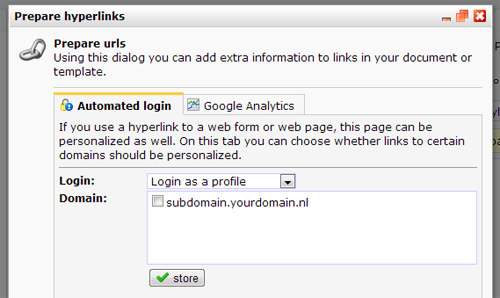 Prepare hyperlinks
Prepare urls
Using this dialog you can add extra information to links in your document or
template.
Automated login
Google Analytics
If you use a hyperlink to a web form or web page, this page can be
personalized as well. On this tab you can choose whether links to certain
domains should be personalized.
Login: Login as a profile
Domain: subdomain.yourdomain.nl
store